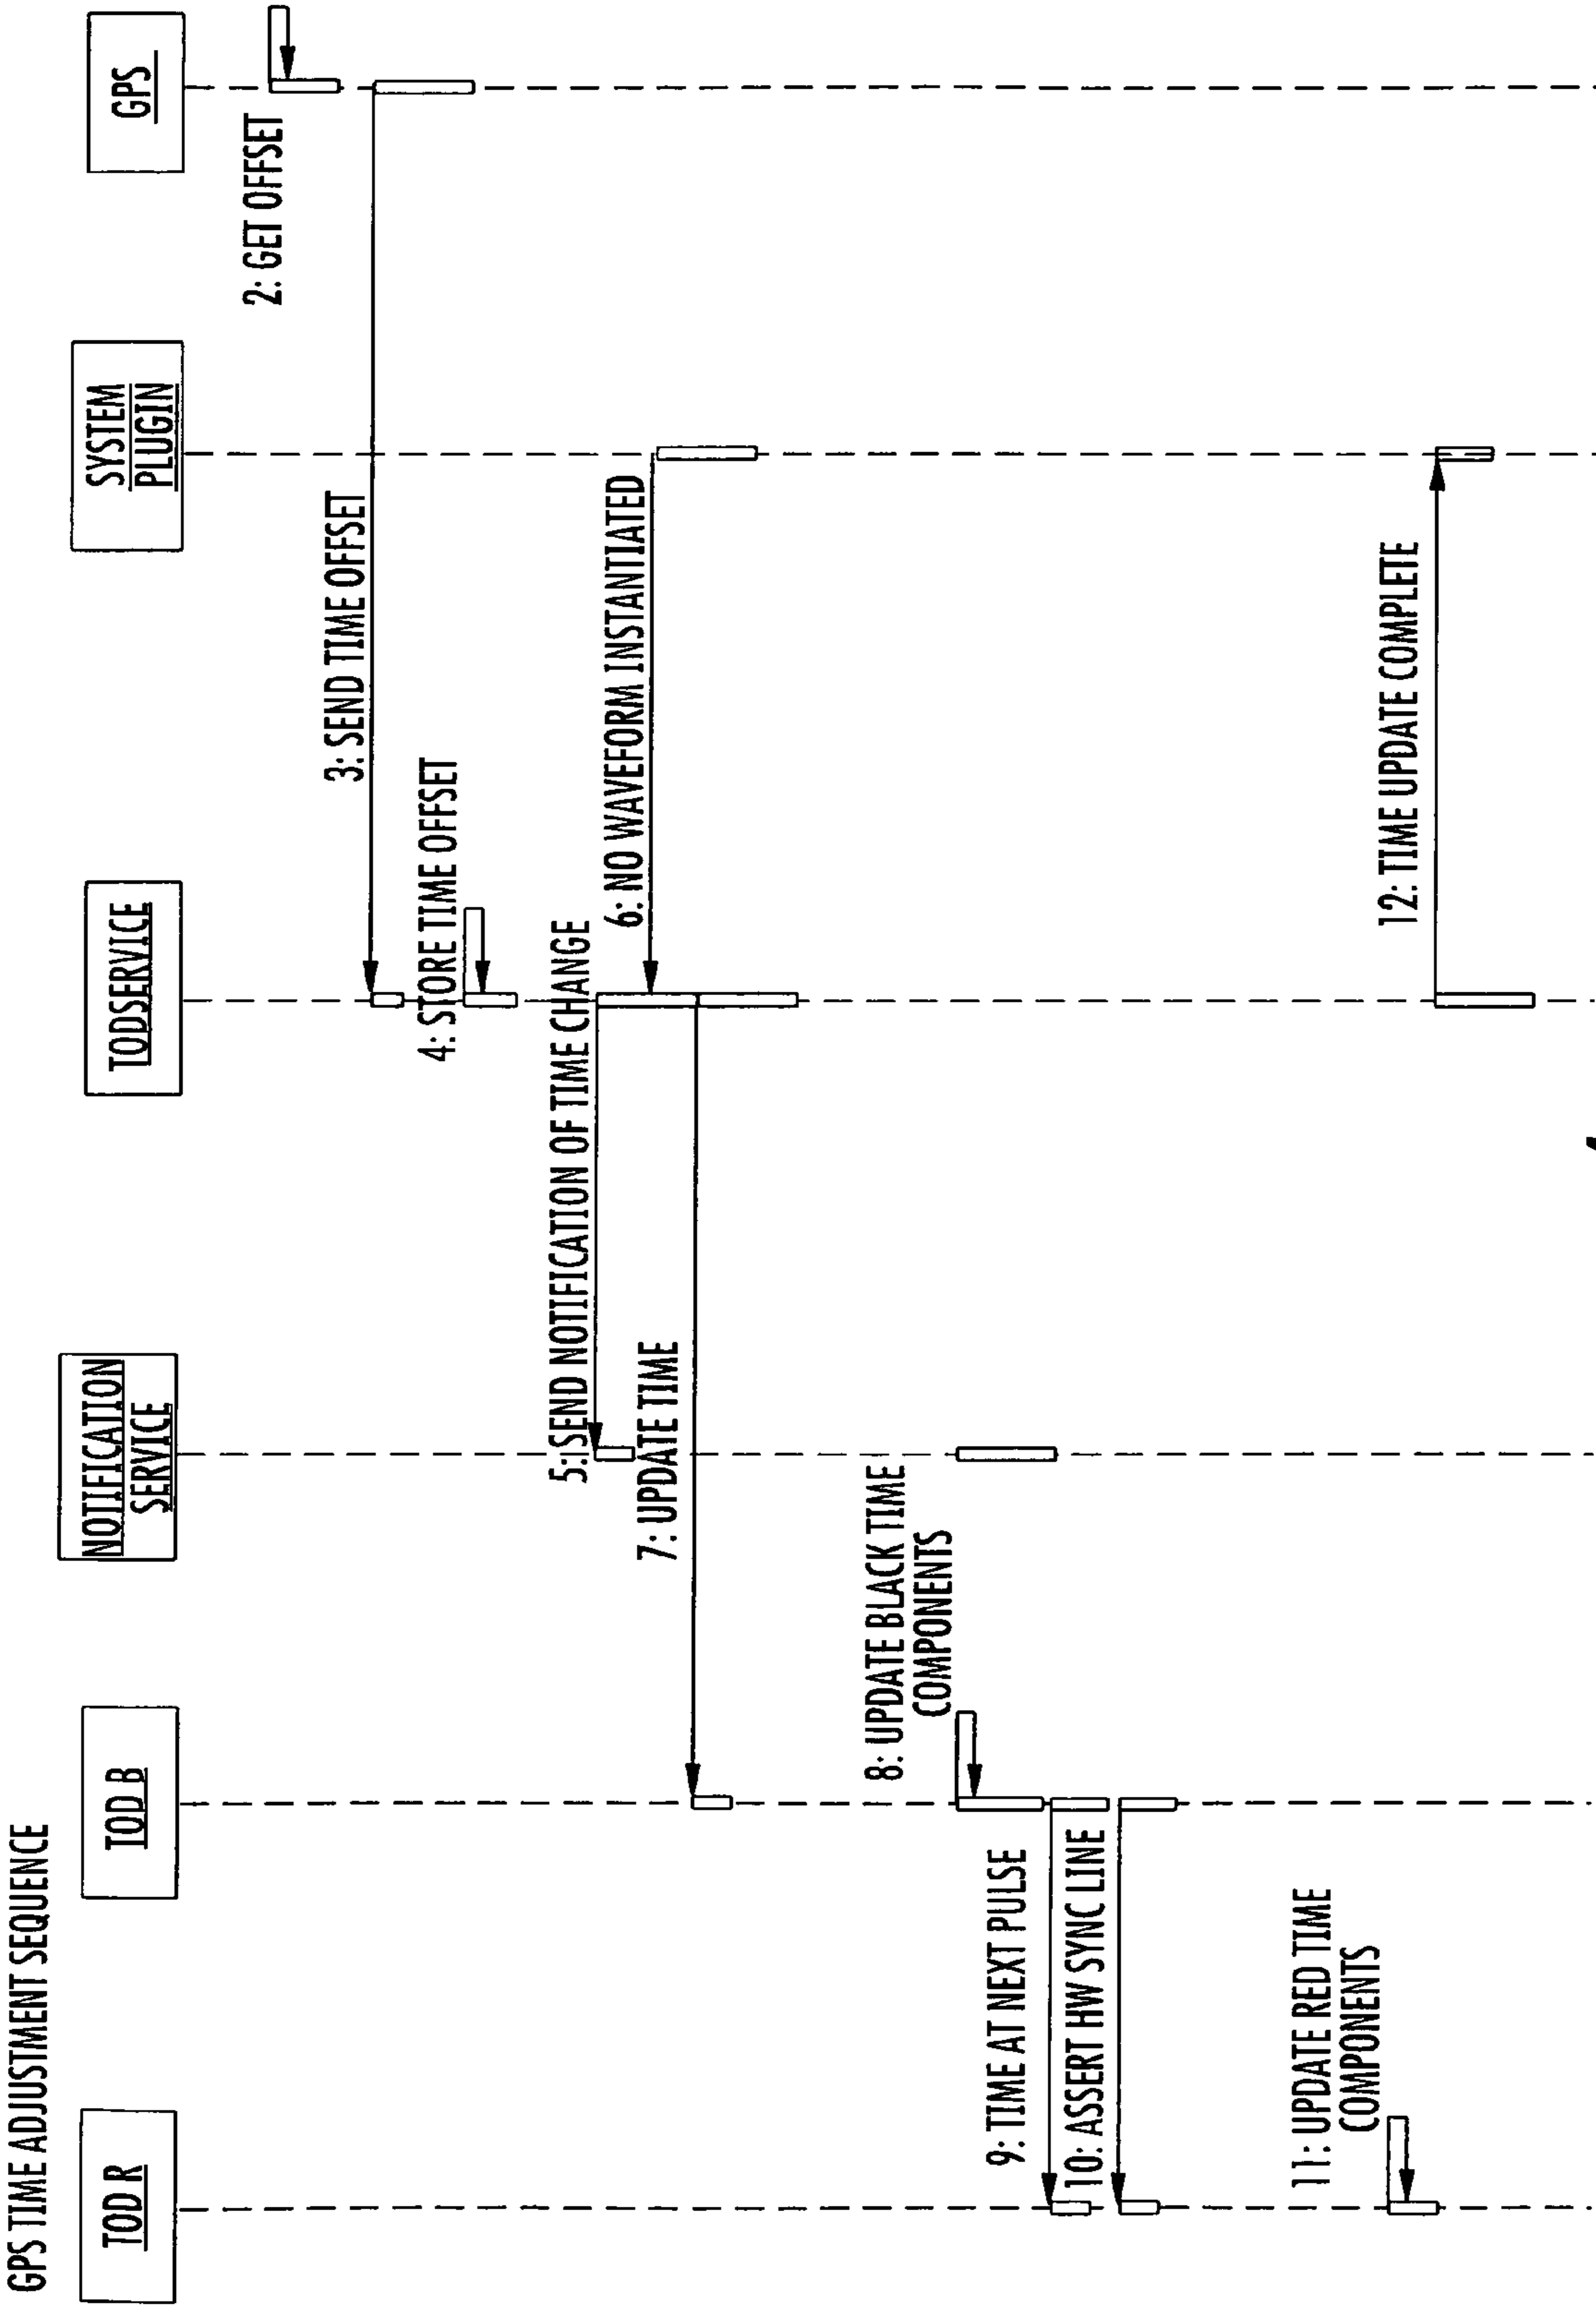 GPS TIME ADJUSTMENT SEQUENCE
TOD R
TOD B
NOTIFICATION
SERVICE
TODSERVICE
SYSTEM
PLUGIN
GPS
2: GET OFFSET
3: SEND TIME OFFSET
4: STORE TIME OFFSET
5: SEND NOTIFICATION OF TIME CHANGE
6: NO WAVEFORM INSTANTIATED
7: UPDATE TIME
8: UPDATE BLACK TIME
COMPONENTS
9: TIME AT NEXT PULSE
10: ASSERT HW SYNC LINE
11: UPDATE RED TIME
COMPONENTS
12: TIME UPDATE COMPLETE